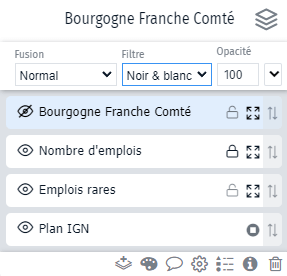 Bourgogne Franche Comté
Fusion Filtre Opacité
Normal Noir & blanc 100
Bourgogne Franche Comté
Nombre d'emplois
Emplois rares
Plan IGN